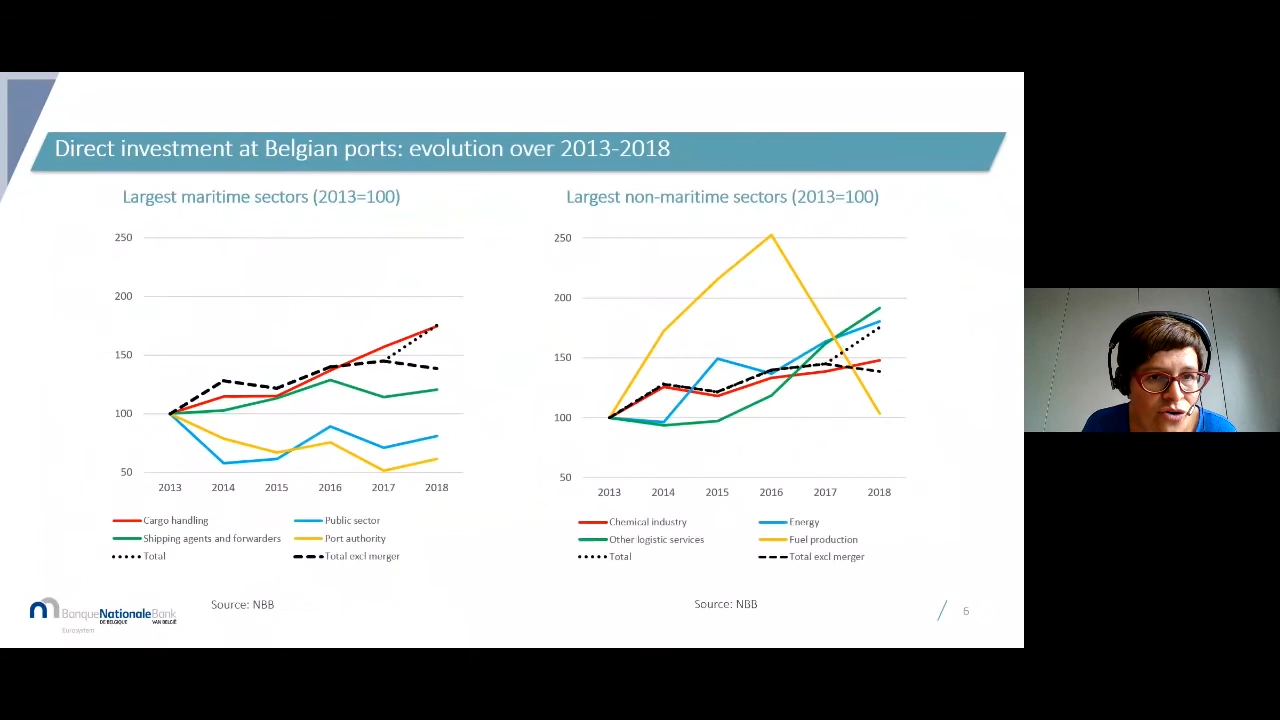 Direct investment at Belgian ports: evolution over 2013-2018
Largest maritime sectors (2013=100)
250
200
150
100
50
2013 2014 2015 2016 2017 2018
Cargo handling Public sector
Shipping agents and forwarders Port authority
Total Total excl merger
Source: NBB
Largest non-maritime sectors (2013=100)
250
200
150
100
50
2013 2014 2015 2016 2017 2018
Chemical industry Energy
Other logistic services Fuel production
Total Total excl merger
Source: NBB
BanqueNationaleBank
DE BELGIQUE VAN BELGIË
Eurosystem
6